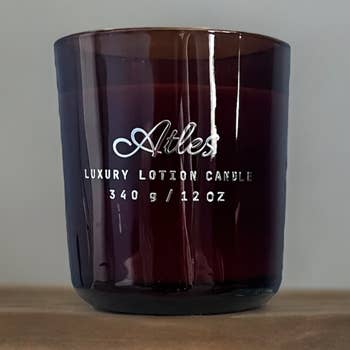 Atles
LUXURY LOTION CANDLE
340 g / 12 OZ